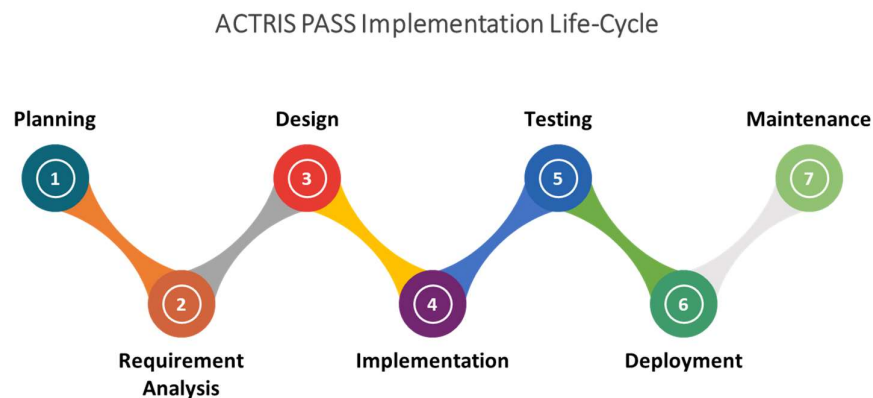 ACTRIS PASS Implementation Life-Cycle
Planning
Design
Testing
Maintenance
1
3
5
7
2
4
6
Requirement
Analysis
Implementation
Deployment